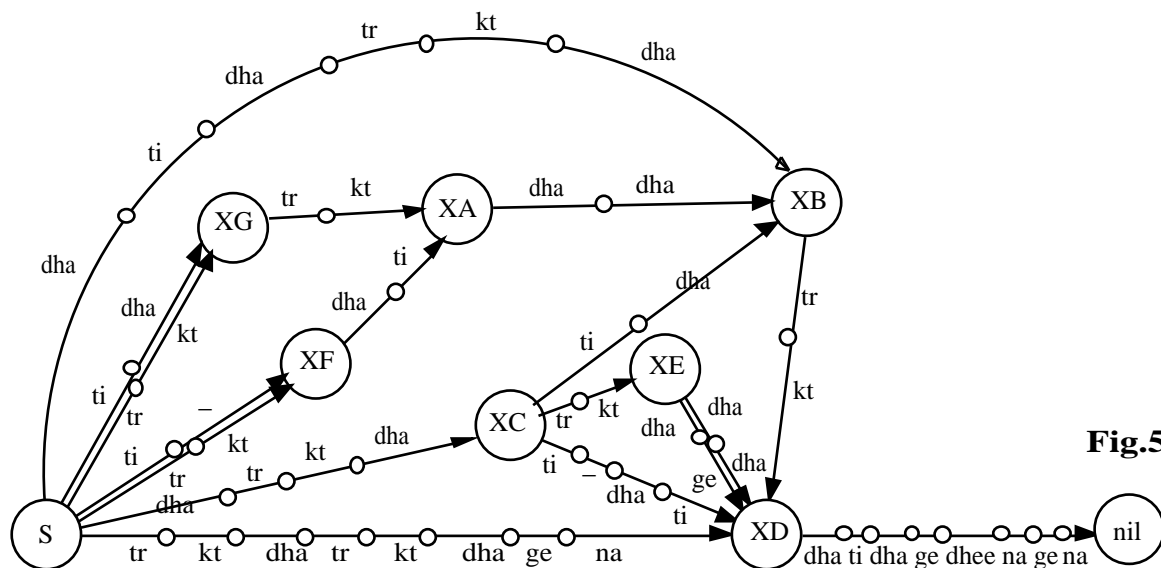 tr kt
dha dha
ti
tr kt dha dha
XG XA XB
dha
dha ti
kt dha dha tr
XF XE
ti ti
ti tr – kt
XC tr kt dha dha kt
dha
ti kt
tr tr kt ti – dha ge
dha dha ti
S XD nil
tr kt dha tr kt dha ge na
dha ti dha ge dhee na ge na
Fig.5